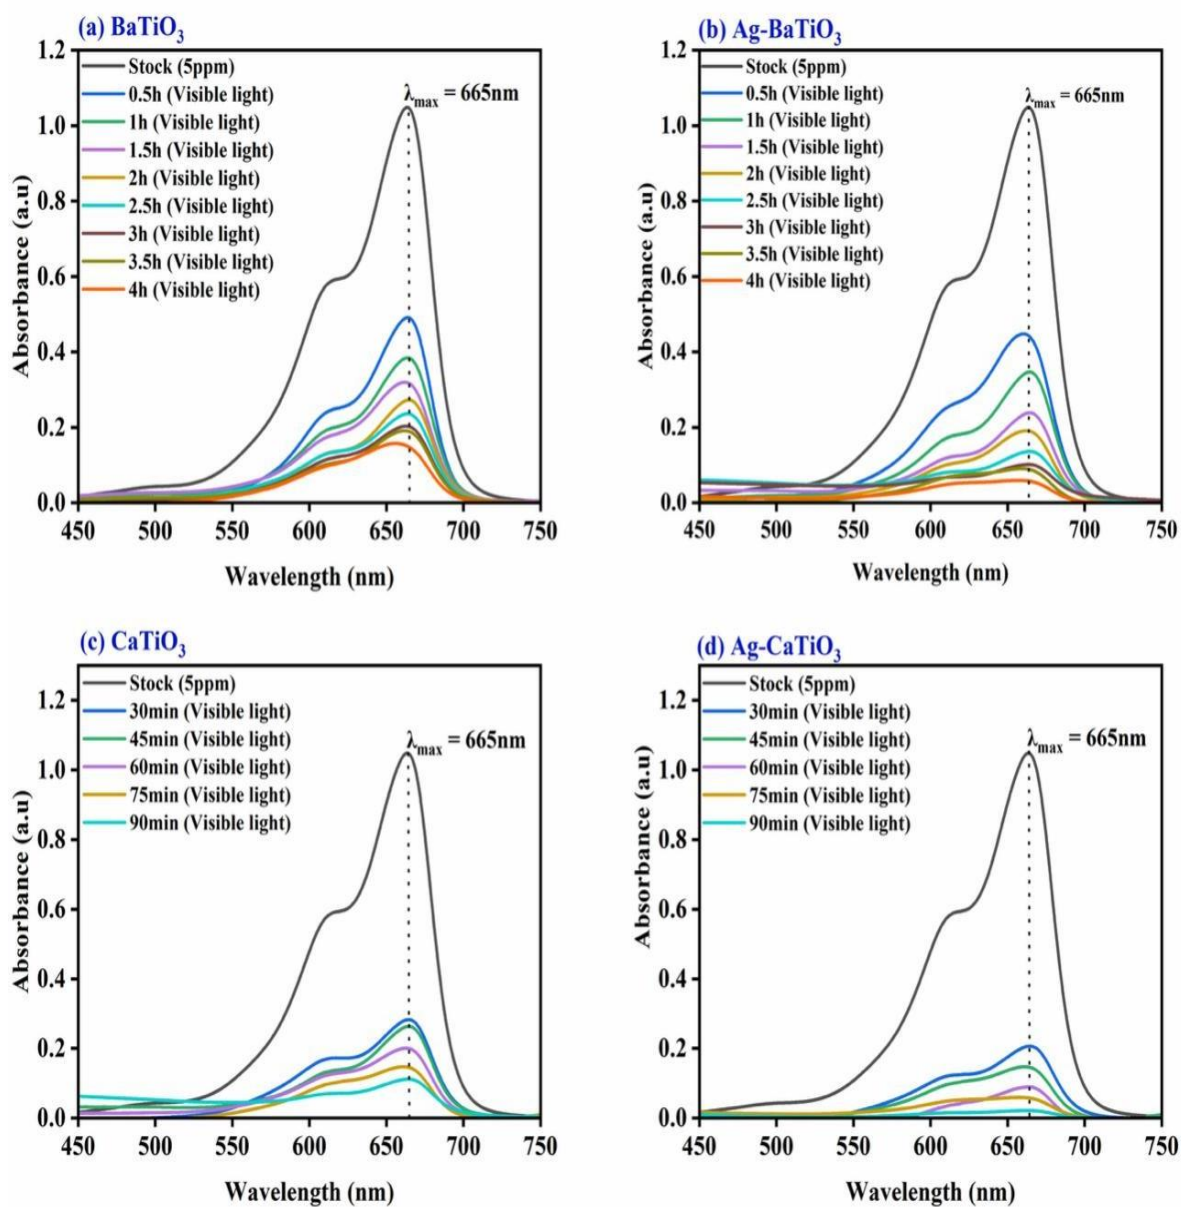 (a) BaTiO3
1.2
1.0
0.8
0.6
0.4
0.2
0.0
Absorbance (a.u)
Stock (5ppm)
0.5h (Visible light)
1h (Visible light)
1.5h (Visible light)
2h (Visible light)
2.5h (Visible light)
3h (Visible light)
3.5h (Visible light)
4h (Visible light)
λmax = 665nm
450 500 550 600 650 700 750
Wavelength (nm)
(b) Ag-BaTiO3
1.2
1.0
0.8
0.6
0.4
0.2
0.0
Absorbance (a.u)
Stock (5ppm)
0.5h (Visible light)
1h (Visible light)
1.5h (Visible light)
2h (Visible light)
2.5h (Visible light)
3h (Visible light)
3.5h (Visible light)
4h (Visible light)
λmax = 665nm
450 500 550 600 650 700 750
Wavelength (nm)
(c) CaTiO3
1.2
1.0
0.8
0.6
0.4
0.2
0.0
Absorbance (a.u)
Stock (5ppm)
30min (Visible light)
45min (Visible light)
60min (Visible light)
75min (Visible light)
90min (Visible light)
λmax = 665nm
450 500 550 600 650 700 750
Wavelength (nm)
(d) Ag-CaTiO3
1.2
1.0
0.8
0.6
0.4
0.2
0.0
Absorbance (a.u)
Stock (5ppm)
30min (Visible light)
45min (Visible light)
60min (Visible light)
75min (Visible light)
90min (Visible light)
λmax = 665nm
450 500 550 600 650 700 750
Wavelength (nm)